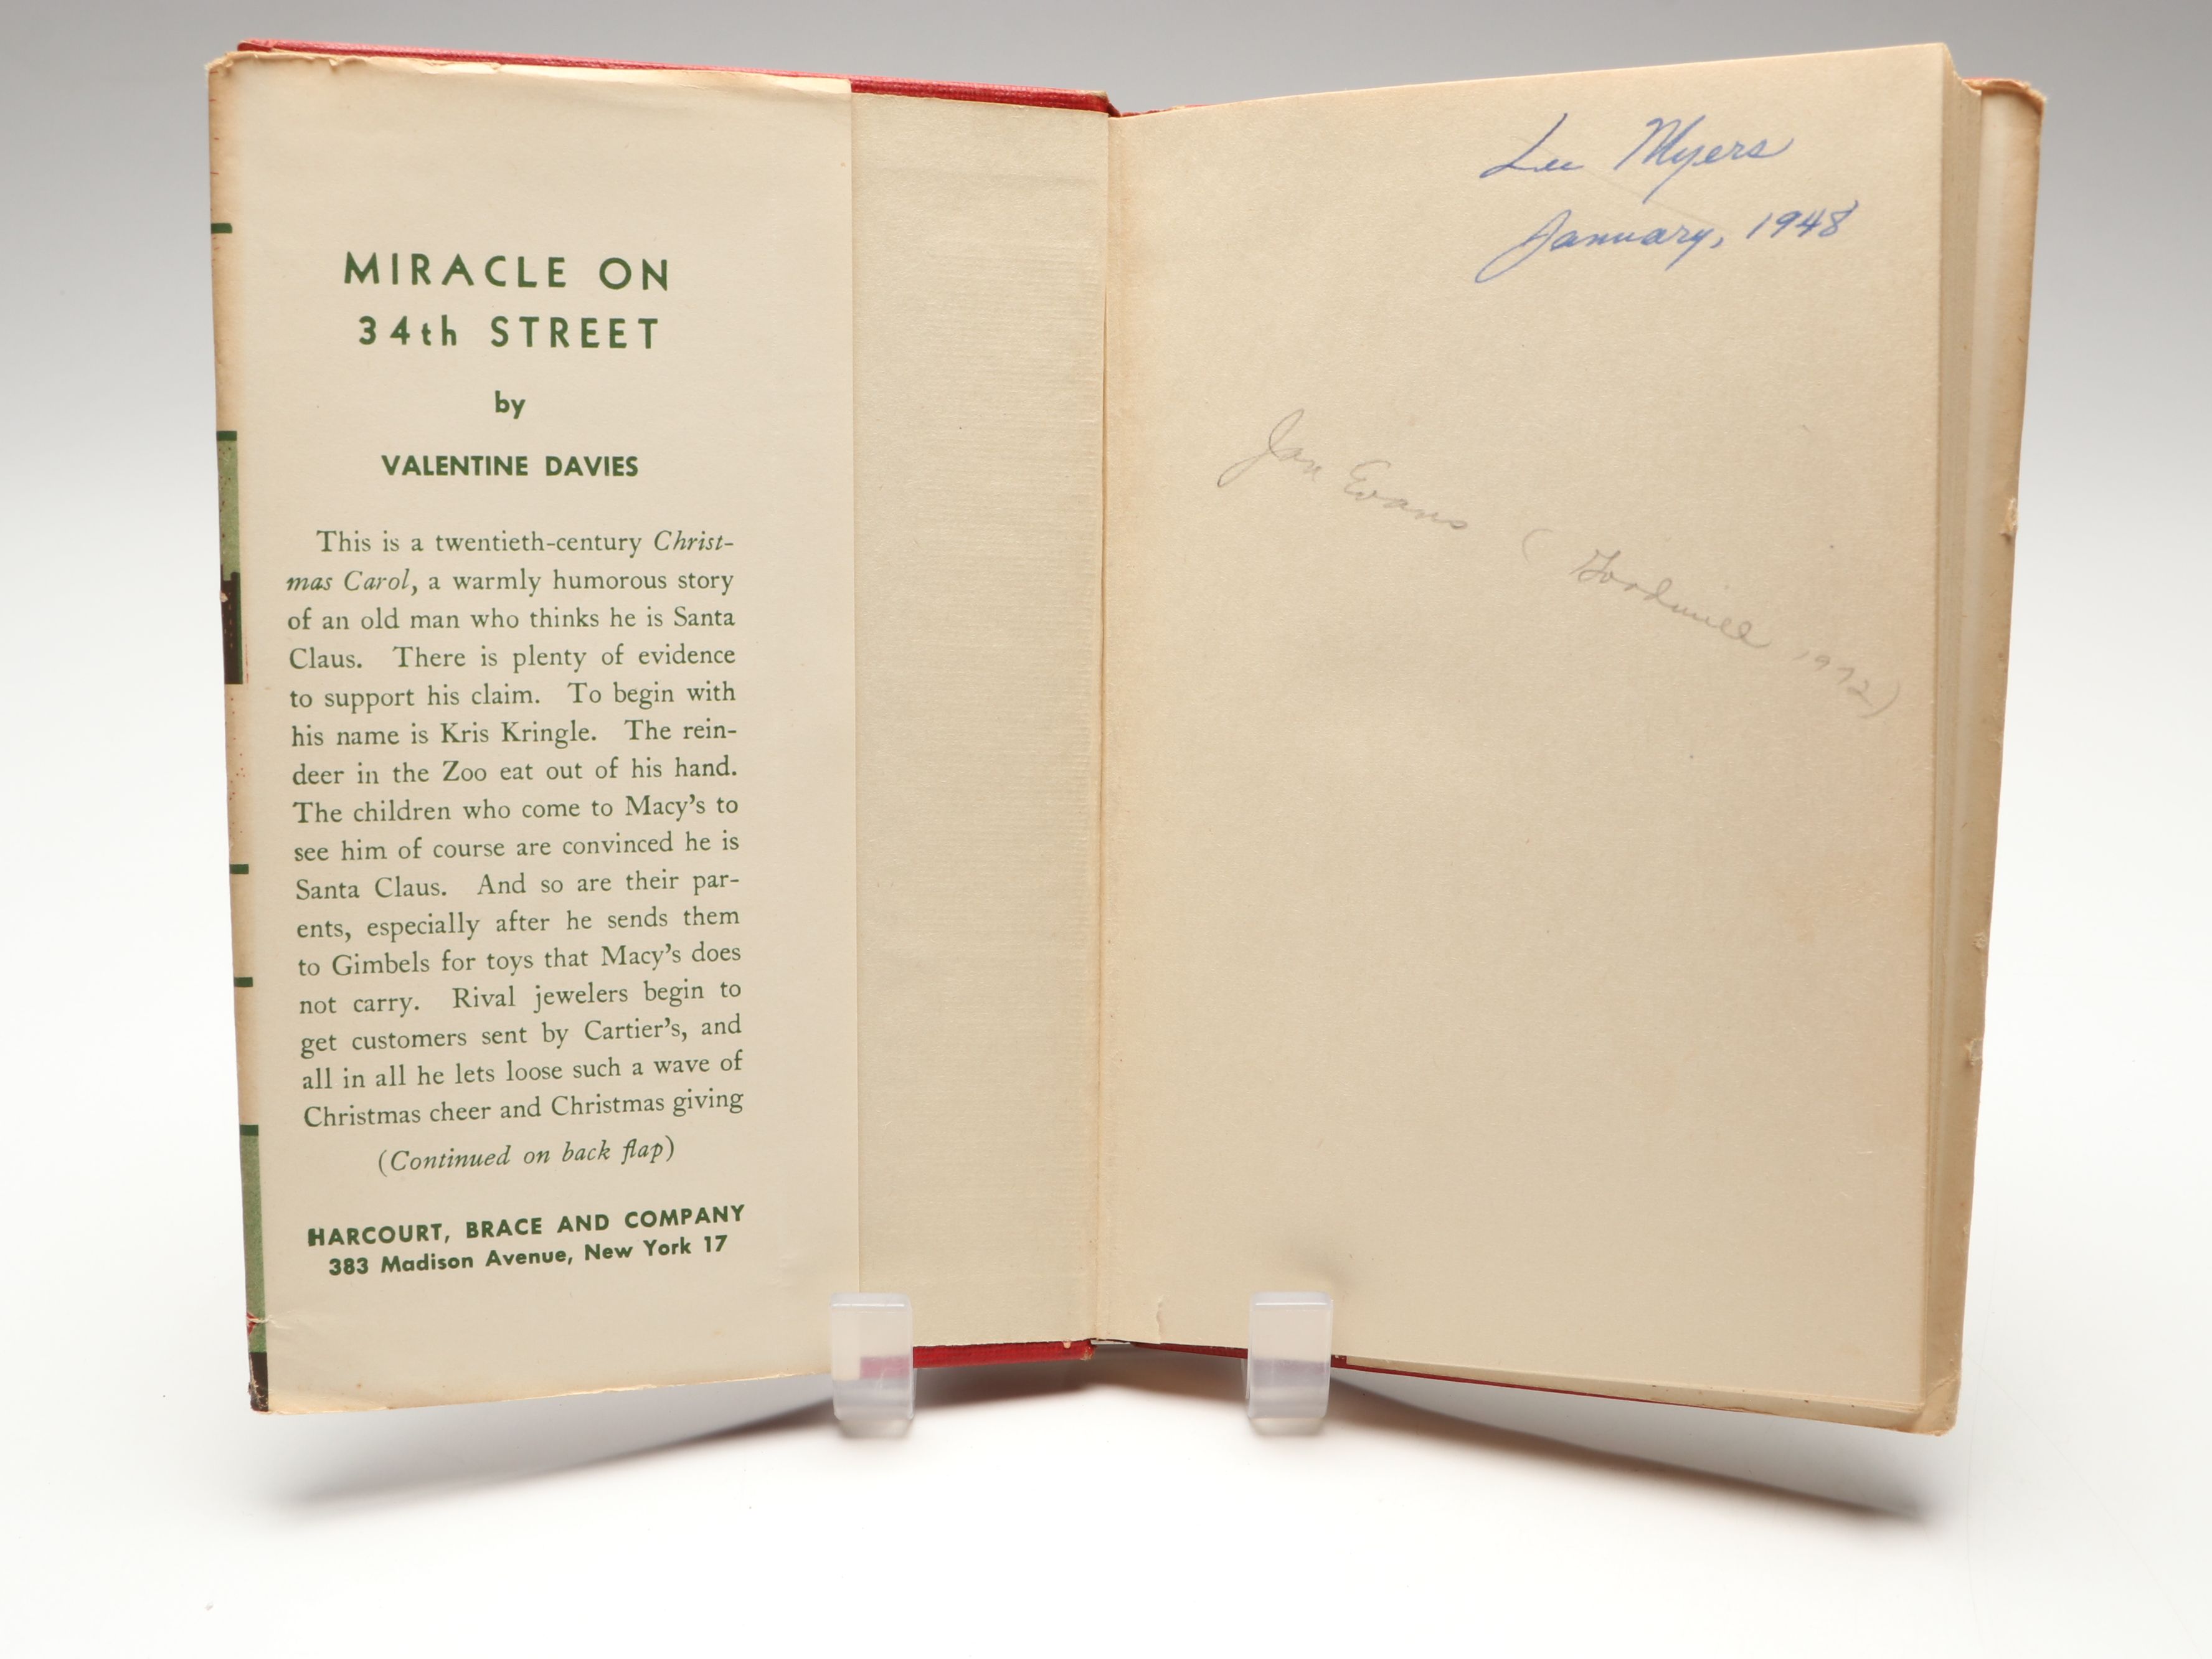 MIRACLE ON
34th STREET
by
VALENTINE DAVIES
This is a twentieth-century Christ-
mas Carol, a warmly humorous story
of an old man who thinks he is Santa
Claus. There is plenty of evidence
to support his claim. To begin with
his name is Kris Kringle. The rein-
deer in the Zoo eat out of his hand.
The children who come to Macy's to
see him of course are convinced he is
Santa Claus. And so are their par-
ents, especially after he sends them
to Gimbels for toys that Macy's does
not carry. Rival jewelers begin to
get customers sent by Cartier's, and
all in all he lets loose such a wave of
Christmas cheer and Christmas giving
(Continued on back flap)
HARCOURT, BRACE AND COMPANY
383 Madison Avenue, New York 17
Lee Myers
January, 1948
Jan Evans (Goodwill 1972)